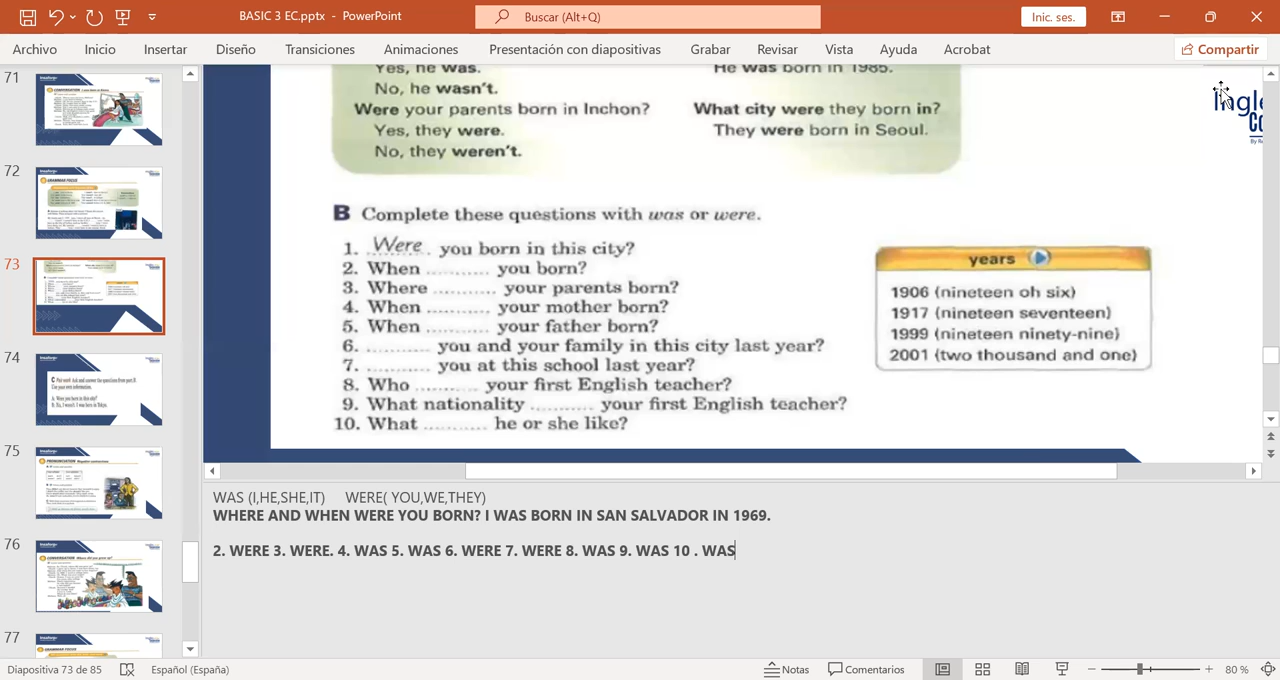 BASIC 3 EC.pptx - PowerPoint
Buscar (Alt+Q)
Inic. ses.
Archivo Inicio Insertar Diseño Transiciones Animaciones Presentación con diapositivas Grabar Revisar Vista Ayuda Acrobat
Compartir
71
72
73
74
75
76
77
Yes, he was.
No, he wasn't.
Were your parents born in Inchon?
Yes, they were.
No, they weren't.
He was born in 1985.
What city were they born in?
They were born in Seoul.
B Complete these questions with was or were.
1. Were you born in this city?
2. When .......... you born?
3. Where .......... your parents born?
4. When .......... your mother born?
5. When .......... your father born?
6. .......... you and your family in this city last year?
7. .......... you at this school last year?
8. Who .......... your first English teacher?
9. What nationality .......... your first English teacher?
10. What .......... he or she like?
years
1906 (nineteen oh six)
1917 (nineteen seventeen)
1999 (nineteen ninety-nine)
2001 (two thousand and one)
WAS(I,HE,SHE,IT) WERE( YOU,WE,THEY)
WHERE AND WHEN WERE YOU BORN? I WAS BORN IN SAN SALVADOR IN 1969.
2. WERE 3. WERE. 4. WAS 5. WAS 6. WERE 7. WERE 8. WAS 9. WAS 10 . WAS
Diapositiva 73 de 85 Español (España) Notas Comentarios 80 %